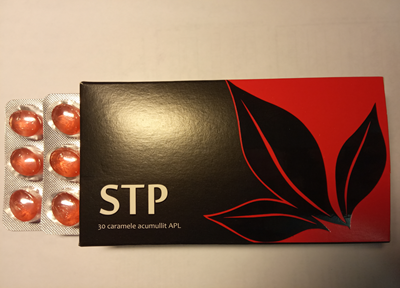 STP
30 caramele acumullit APL